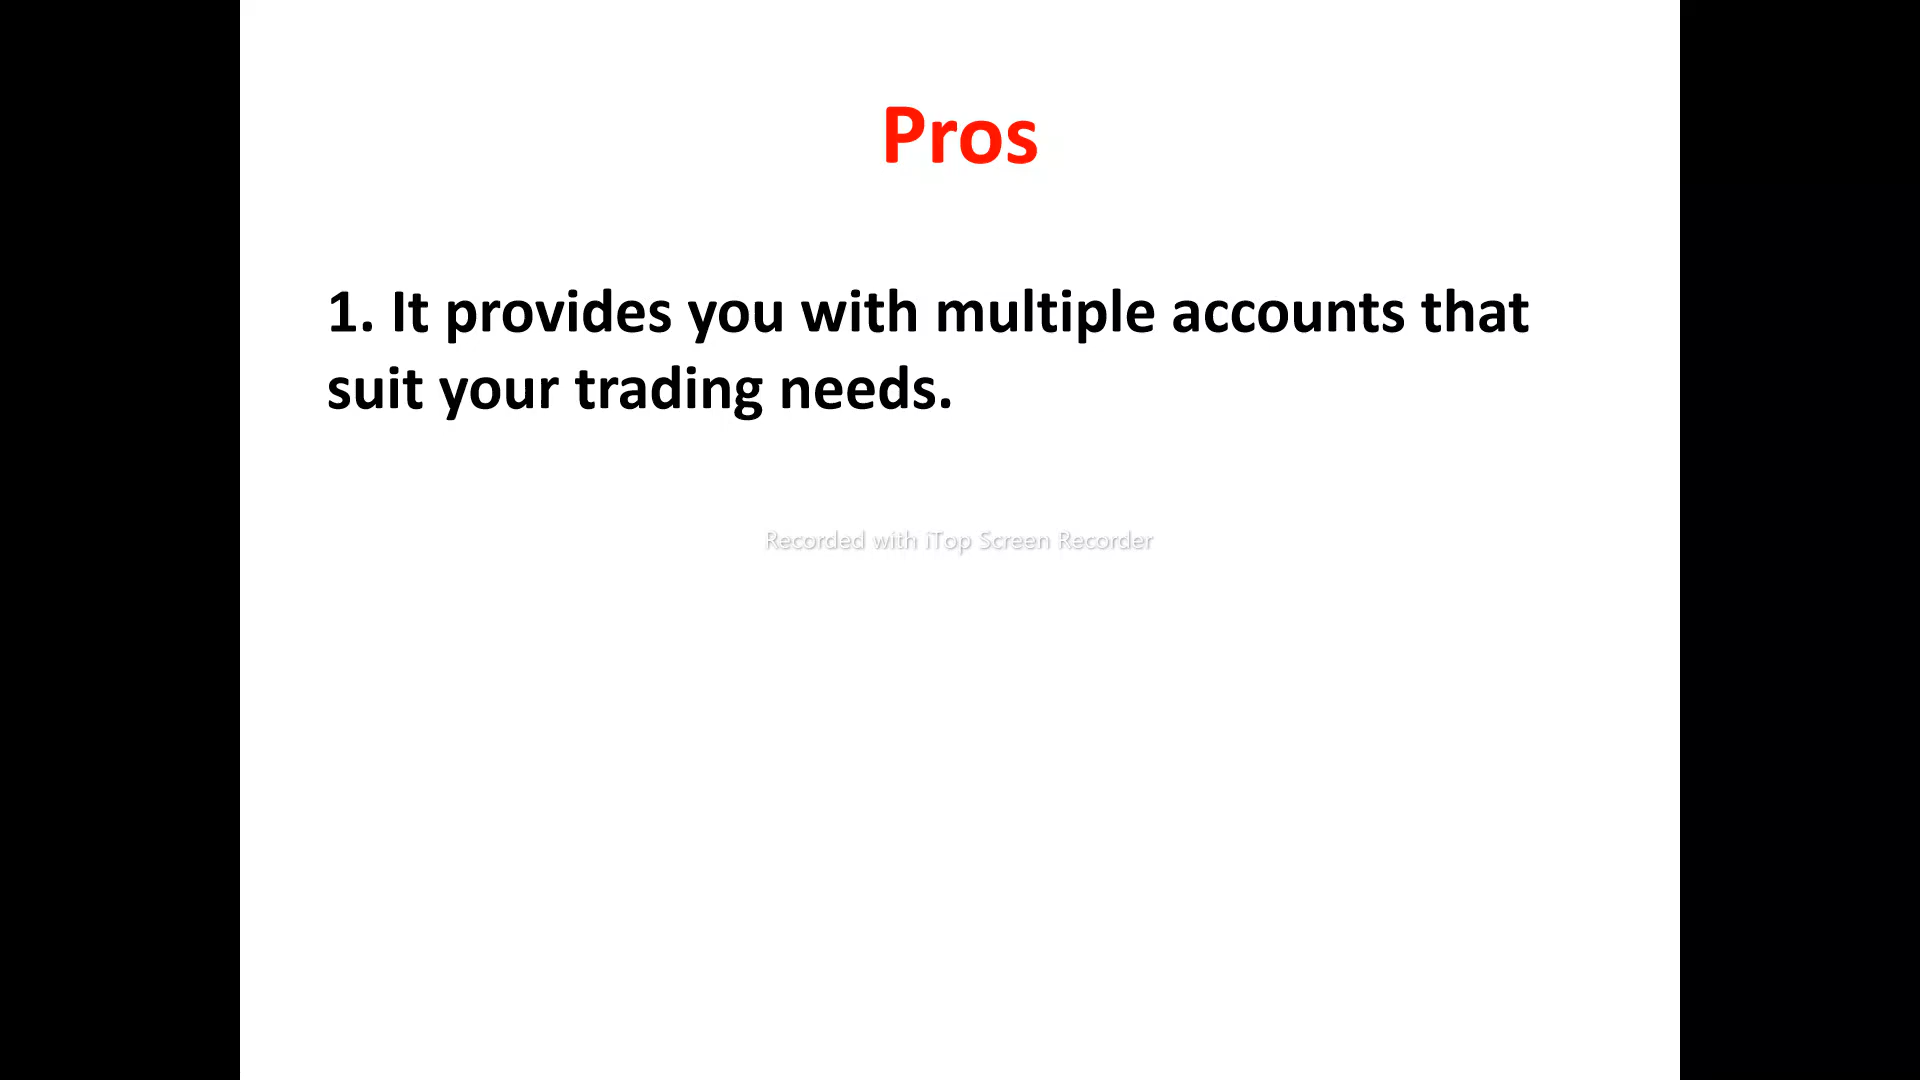 Pros
1. It provides you with multiple accounts that
suit your trading needs.
Recorded with iTop Screen Recorder